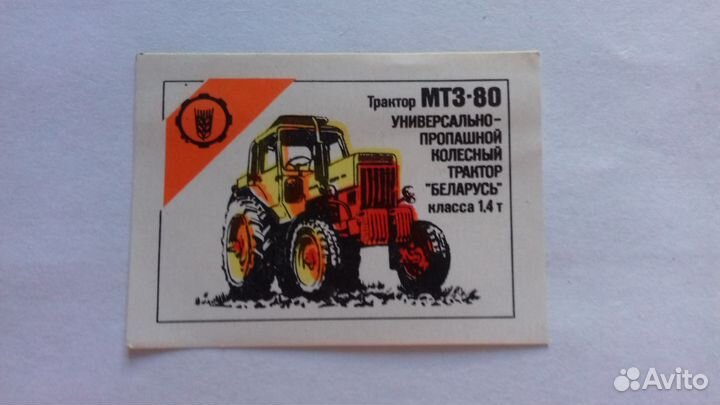 Трактор МТЗ-80
УНИВЕРСАЛЬНО-
ПРОПАШНОЙ
КОЛЕСНЫЙ
ТРАКТОР
"БЕЛАРУСЬ"
класса 1,4 т
Avito